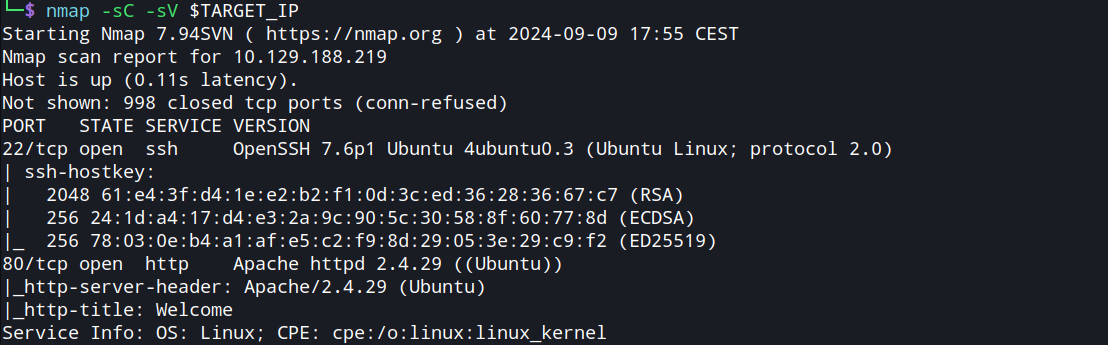 └─$ nmap -sC -sV $TARGET_IP
Starting Nmap 7.94SVN ( https://nmap.org ) at 2024-09-09 17:55 CEST
Nmap scan report for 10.129.188.219
Host is up (0.11s latency).
Not shown: 998 closed tcp ports (conn-refused)
PORT   STATE SERVICE VERSION
22/tcp open  ssh     OpenSSH 7.6p1 Ubuntu 4ubuntu0.3 (Ubuntu Linux; protocol 2.0)
| ssh-hostkey:
|   2048 61:e4:3f:d4:1e:e2:b2:f1:0d:3c:ed:36:28:36:67:c7 (RSA)
|   256 24:1d:a4:17:d4:e3:2a:9c:90:5c:30:58:8f:60:77:8d (ECDSA)
|_  256 78:03:0e:b4:a1:af:e5:c2:f9:8d:29:05:3e:29:c9:f2 (ED25519)
80/tcp open  http    Apache httpd 2.4.29 ((Ubuntu))
|_http-server-header: Apache/2.4.29 (Ubuntu)
|_http-title: Welcome
Service Info: OS: Linux; CPE: cpe:/o:linux:linux_kernel